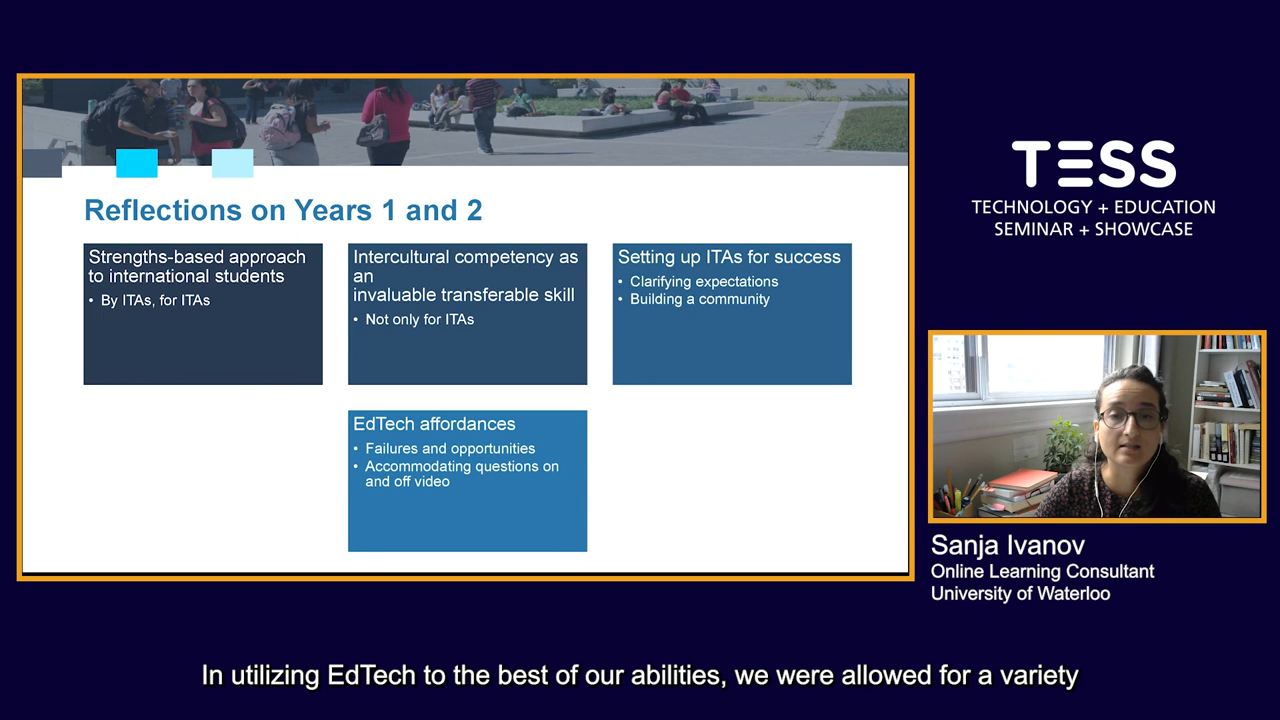 Reflections on Years 1 and 2
Strengths-based approach
to international students
• By ITAs, for ITAs
Intercultural competency as
an
invaluable transferable skill
• Not only for ITAs
Setting up ITAs for success
• Clarifying expectations
• Building a community
EdTech affordances
• Failures and opportunities
• Accommodating questions on
and off video
TESS
TECHNOLOGY + EDUCATION
SEMINAR + SHOWCASE
Sanja Ivanov
Online Learning Consultant
University of Waterloo
In utilizing EdTech to the best of our abilities, we were allowed for a variety